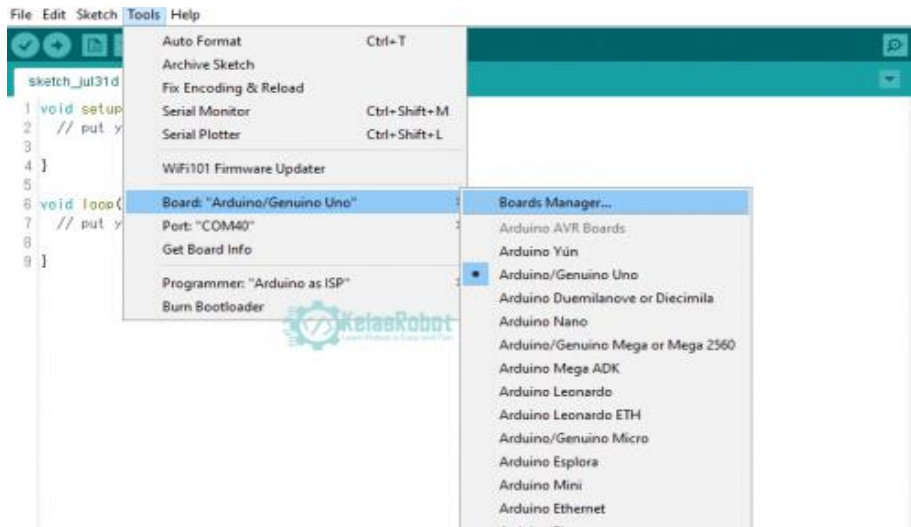 File Edit Sketch Tools Help
sketch_jul31d
1 void setup
2 // put y
3
4 }
5
6 void loop(
7 // put y
8
9 }
Auto Format Ctrl+T
Archive Sketch
Fix Encoding & Reload
Serial Monitor Ctrl+Shift+M
Serial Plotter Ctrl+Shift+L
WiFi101 Firmware Updater
Board: "Arduino/Genuino Uno"
Port: "COM40"
Get Board Info
Programmer: "Arduino as ISP"
Burn Bootloader
Boards Manager...
Arduino AVR Boards
Arduino Yún
Arduino/Genuino Uno
Arduino Duemilanove or Diecimila
Arduino Nano
Arduino/Genuino Mega or Mega 2560
Arduino Mega ADK
Arduino Leonardo
Arduino Leonardo ETH
Arduino/Genuino Micro
Arduino Esplora
Arduino Mini
Arduino Ethernet
KelasRobot